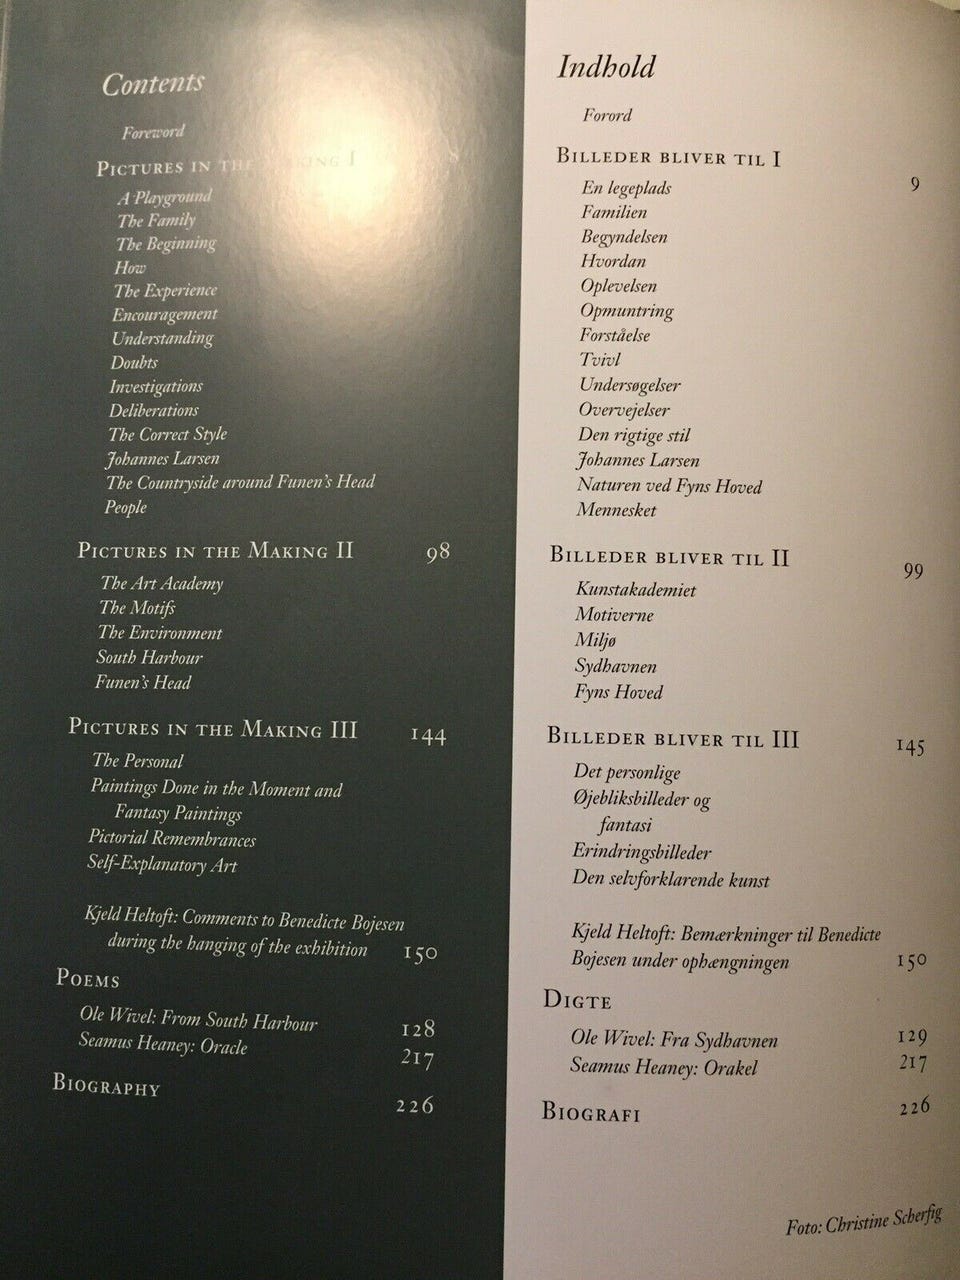 Contents
Foreword
PICTURES IN THE MAKING I 8
A Playground
The Family
The Beginning
How
The Experience
Encouragement
Understanding
Doubts
Investigations
Deliberations
The Correct Style
Johannes Larsen
The Countryside around Funen's Head
People
PICTURES IN THE MAKING II 98
The Art Academy
The Motifs
The Environment
South Harbour
Funen's Head
PICTURES IN THE MAKING III 144
The Personal
Paintings Done in the Moment and
Fantasy Paintings
Pictorial Remembrances
Self-Explanatory Art
Kjeld Heltoft: Comments to Benedicte Bojesen
during the hanging of the exhibition 150
POEMS
Ole Wivel: From South Harbour 128
Seamus Heaney: Oracle 217
BIOGRAPHY 226
Indhold
Forord
BILLEDER BLIVER TIL I 9
En legeplads
Familien
Begyndelsen
Hvordan
Oplevelsen
Opmuntring
Forståelse
Tvivl
Undersøgelser
Overvejelser
Den rigtige stil
Johannes Larsen
Naturen ved Fyns Hoved
Mennesket
BILLEDER BLIVER TIL II 99
Kunstakademiet
Motiverne
Miljø
Sydhavnen
Fyns Hoved
BILLEDER BLIVER TIL III 145
Det personlige
Øjebliksbilleder og
fantasi
Erindringsbilleder
Den selvforklarende kunst
Kjeld Heltoft: Bemærkninger til Benedicte
Bojesen under ophængningen 150
DIGTE
Ole Wivel: Fra Sydhavnen 129
Seamus Heaney: Orakel 217
BIOGRAFI 226
Foto: Christine Scherfig